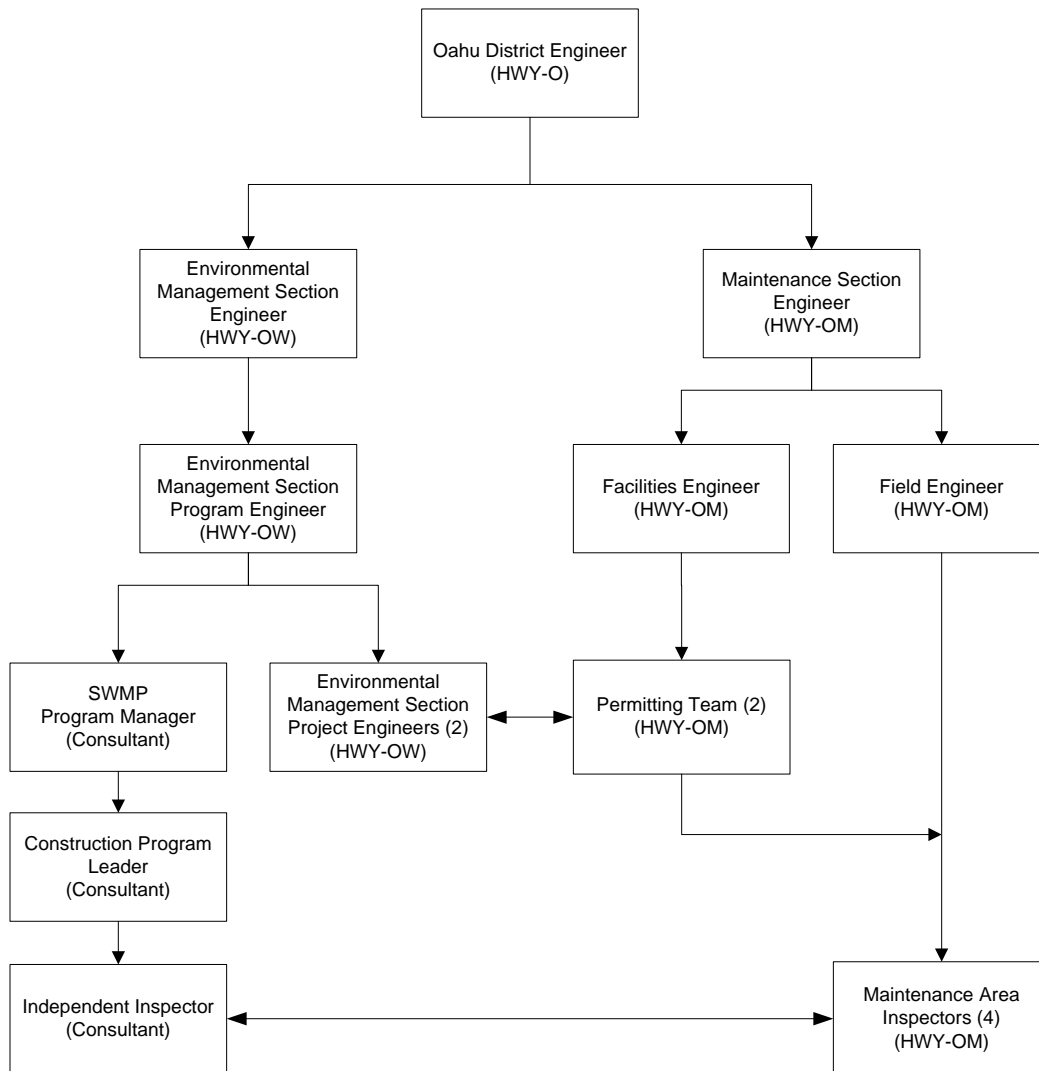 Oahu District Engineer
(HWY-O)
Environmental
Management Section
Engineer
(HWY-OW)
Maintenance Section
Engineer
(HWY-OM)
Environmental
Management Section
Program Engineer
(HWY-OW)
Facilities Engineer
(HWY-OM)
Field Engineer
(HWY-OM)
SWMP
Program Manager
(Consultant)
Environmental
Management Section
Project Engineers (2)
(HWY-OW)
Permitting Team (2)
(HWY-OM)
Construction Program
Leader
(Consultant)
Independent Inspector
(Consultant)
Maintenance Area
Inspectors (4)
(HWY-OM)